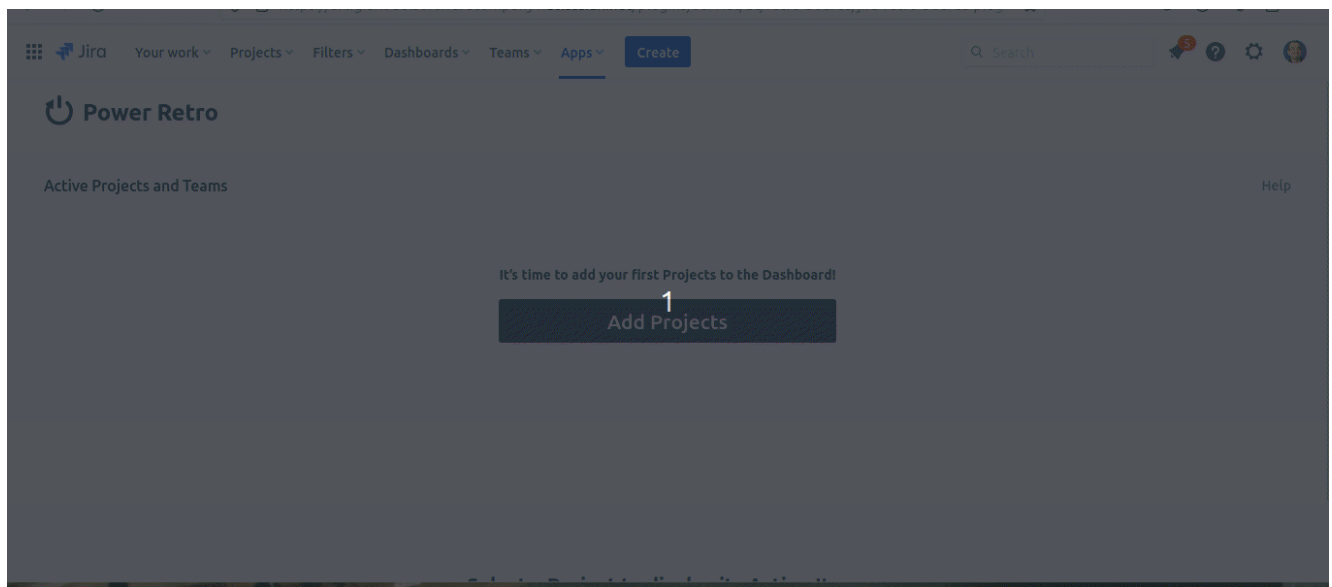 Jira Your work Projects Filters Dashboards Teams Apps Create Search 5
Power Retro
Active Projects and Teams Help
It's time to add your first Projects to the Dashboard!
1
Add Projects